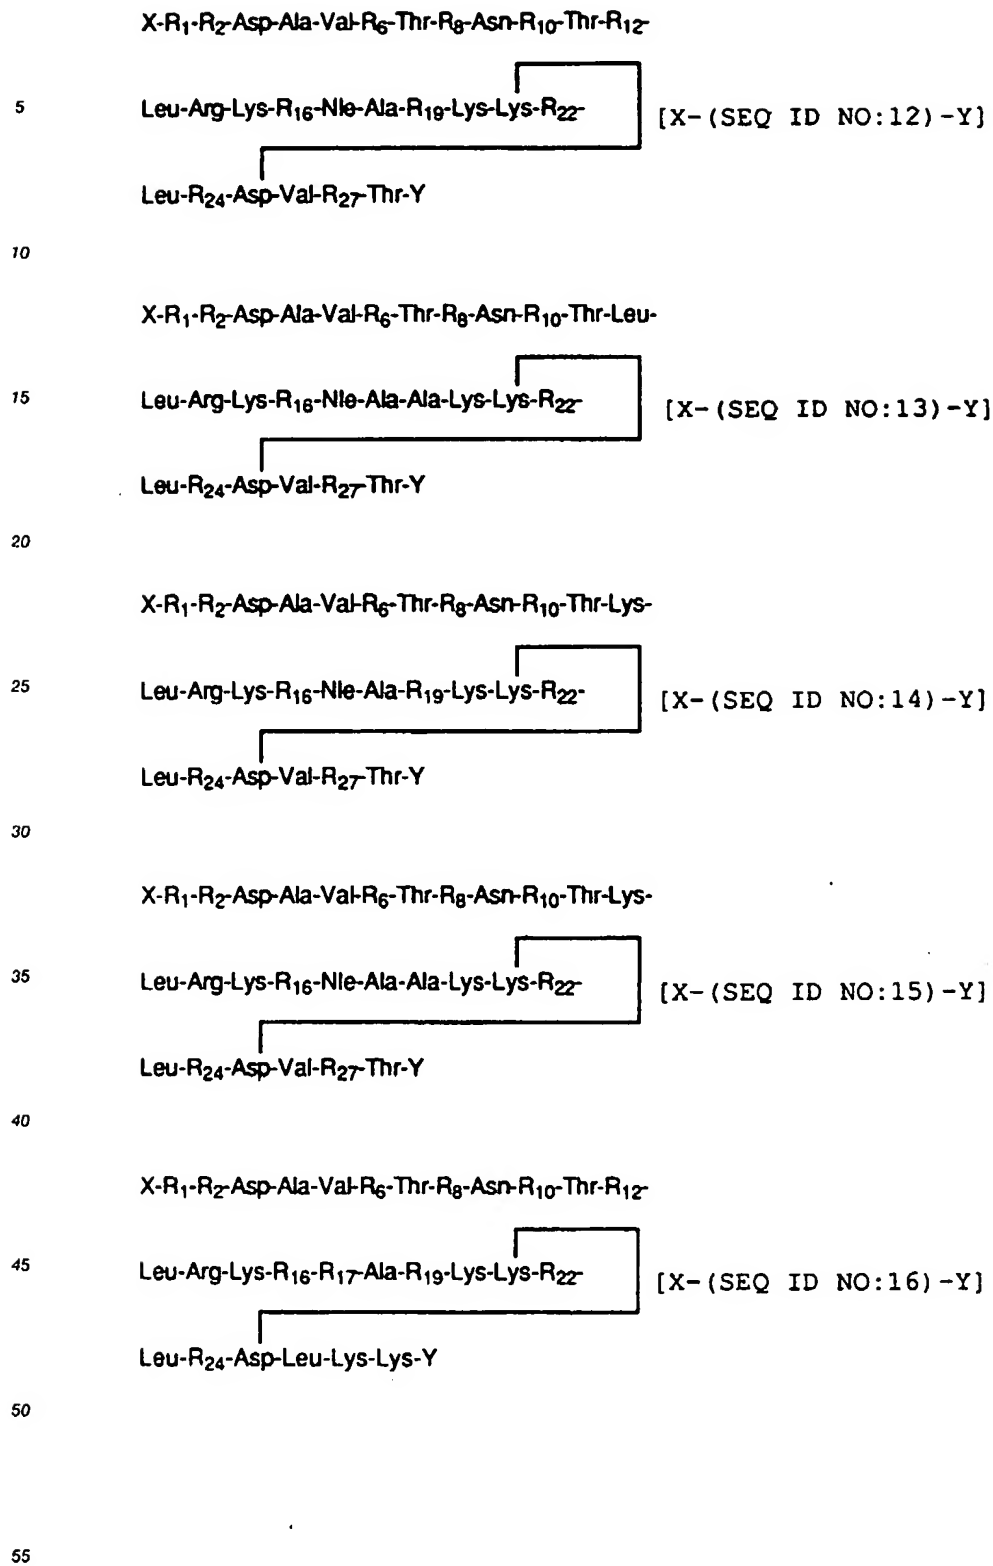 X-R₁-R₂-Asp-Ala-Val-R₆-Thr-R₈-Asn-R₁₀-Thr-R₁₂-
5 Leu-Arg-Lys-R₁₆-Nle-Ala-R₁₉-Lys-Lys-R₂₂- [X-(SEQ ID NO:12)-Y]
Leu-R₂₄-Asp-Val-R₂₇-Thr-Y
10
X-R₁-R₂-Asp-Ala-Val-R₆-Thr-R₈-Asn-R₁₀-Thr-Leu-
15 Leu-Arg-Lys-R₁₆-Nle-Ala-Ala-Lys-Lys-R₂₂- [X-(SEQ ID NO:13)-Y]
Leu-R₂₄-Asp-Val-R₂₇-Thr-Y
20
X-R₁-R₂-Asp-Ala-Val-R₆-Thr-R₈-Asn-R₁₀-Thr-Lys-
25 Leu-Arg-Lys-R₁₆-Nle-Ala-R₁₉-Lys-Lys-R₂₂- [X-(SEQ ID NO:14)-Y]
Leu-R₂₄-Asp-Val-R₂₇-Thr-Y
30
X-R₁-R₂-Asp-Ala-Val-R₆-Thr-R₈-Asn-R₁₀-Thr-Lys-
35 Leu-Arg-Lys-R₁₆-Nle-Ala-Ala-Lys-Lys-R₂₂- [X-(SEQ ID NO:15)-Y]
Leu-R₂₄-Asp-Val-R₂₇-Thr-Y
40
X-R₁-R₂-Asp-Ala-Val-R₆-Thr-R₈-Asn-R₁₀-Thr-R₁₂-
45 Leu-Arg-Lys-R₁₆-R₁₇-Ala-R₁₉-Lys-Lys-R₂₂- [X-(SEQ ID NO:16)-Y]
Leu-R₂₄-Asp-Leu-Lys-Lys-Y
50
55